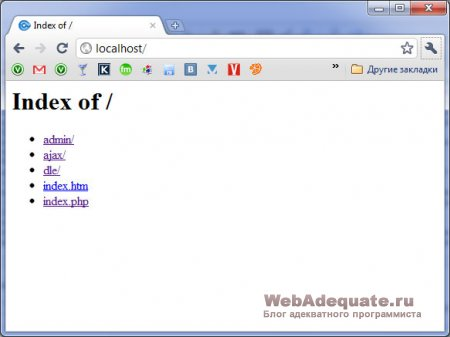 Index of /
localhost/
Другие закладки
Index of /
admin/
ajax/
dle/
index.htm
index.php
WebAdequate.ru
Блог адекватного программиста